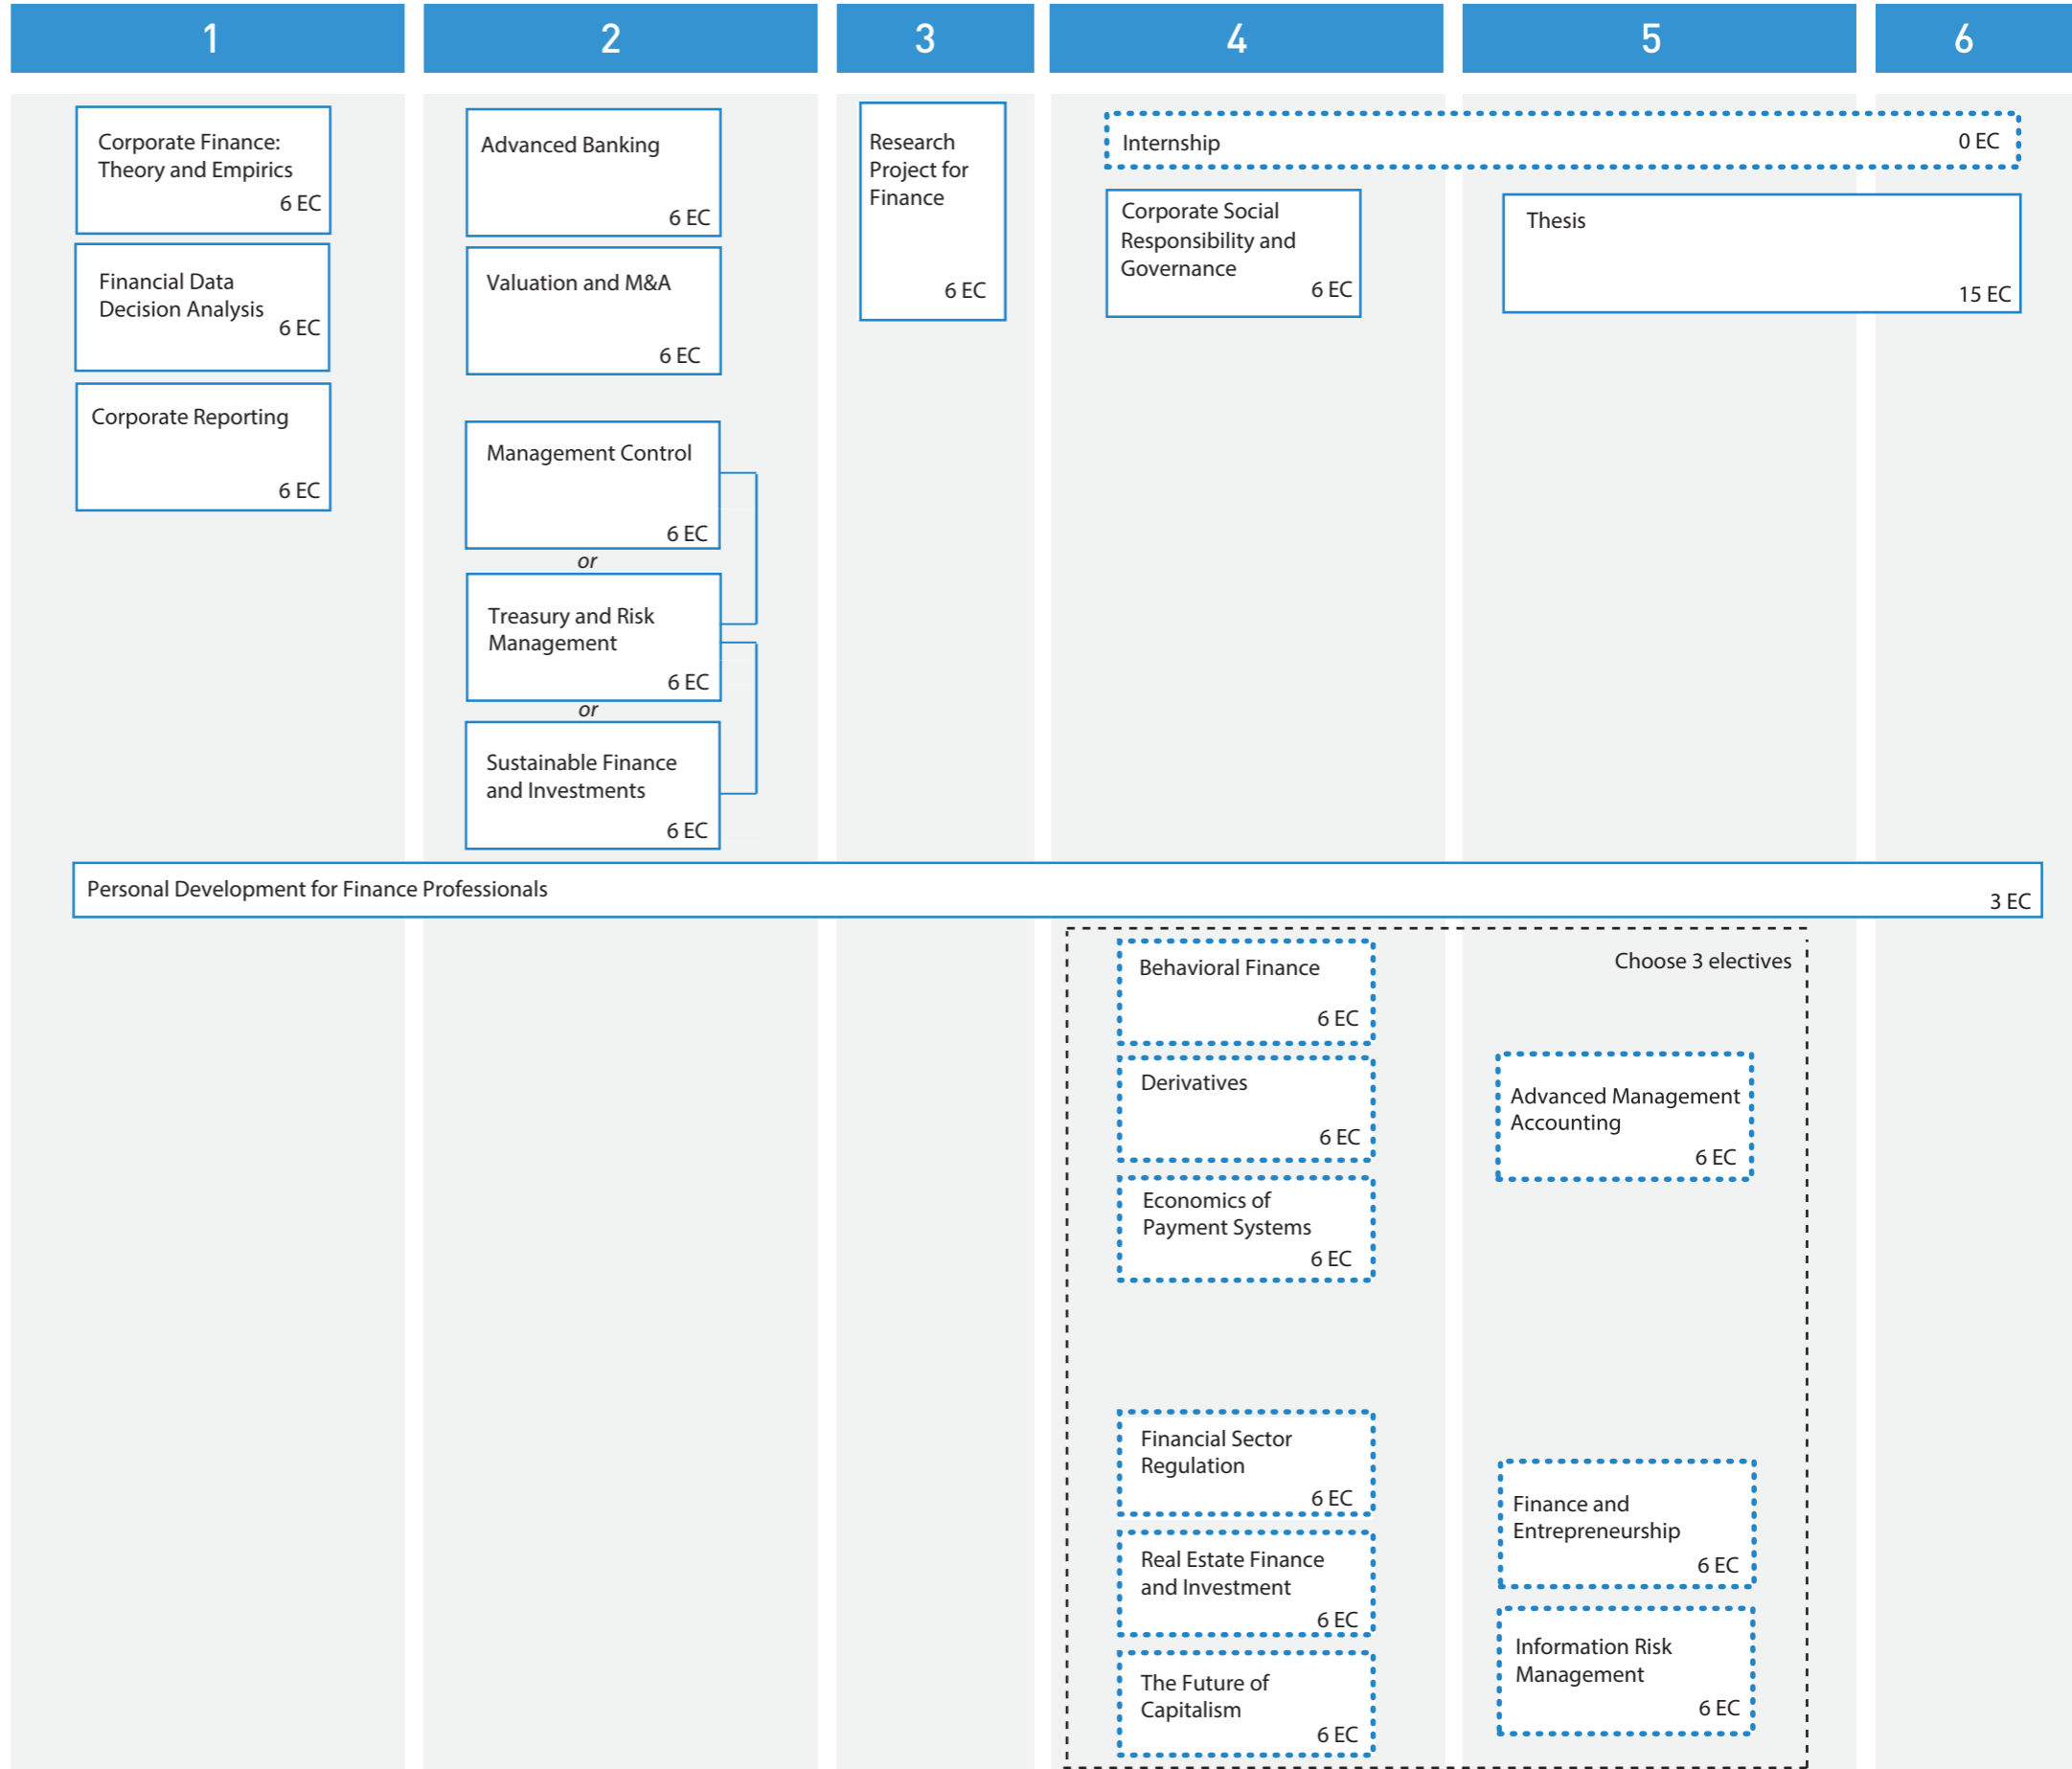 1
2
3
4
5
6
Corporate Finance:
Theory and Empirics
6 EC
Financial Data
Decision Analysis
6 EC
Corporate Reporting
6 EC
Advanced Banking
6 EC
Valuation and M&A
6 EC
Management Control
6 EC
or
Treasury and Risk
Management
6 EC
or
Sustainable Finance
and Investments
6 EC
Research
Project for
Finance
6 EC
Internship
0 EC
Corporate Social
Responsibility and
Governance
6 EC
Thesis
15 EC
Personal Development for Finance Professionals
3 EC
Choose 3 electives
Behavioral Finance
6 EC
Derivatives
6 EC
Economics of
Payment Systems
6 EC
Financial Sector
Regulation
6 EC
Real Estate Finance
and Investment
6 EC
The Future of
Capitalism
6 EC
Advanced Management
Accounting
6 EC
Finance and
Entrepreneurship
6 EC
Information Risk
Management
6 EC